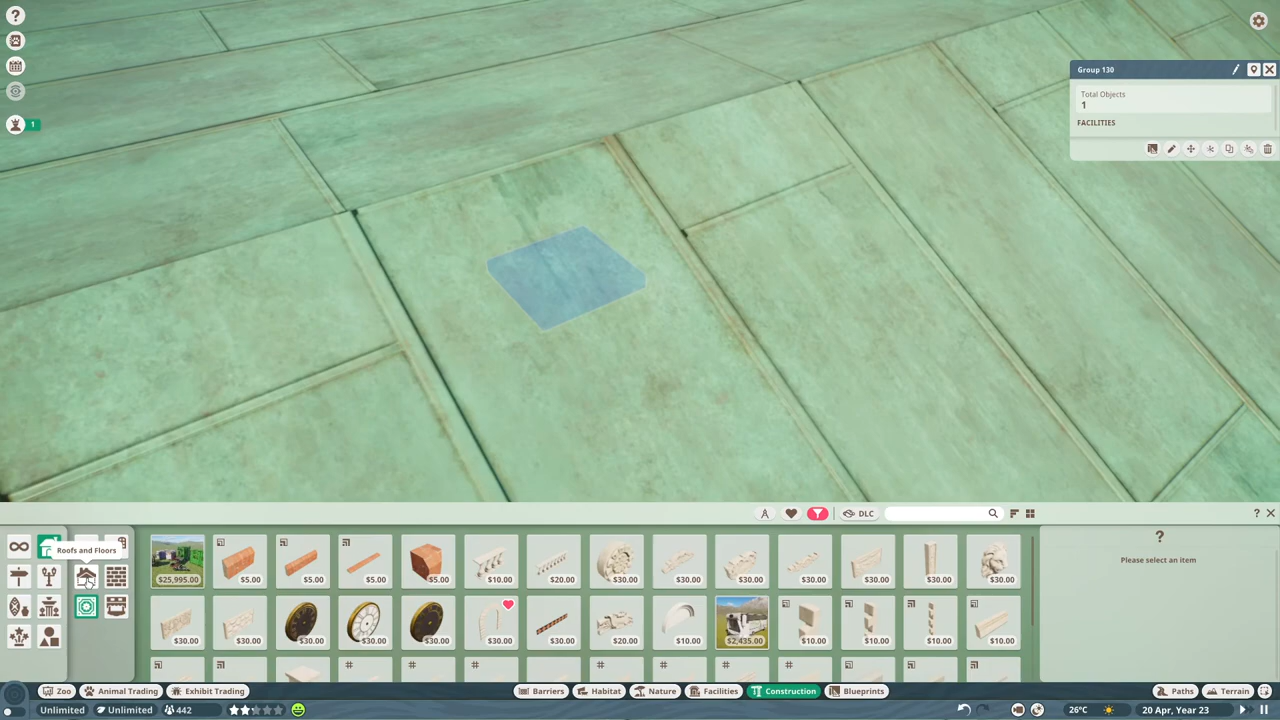 ?
1
Group 130
Total Objects
1
FACILITIES
DLC
?
Roofs and Floors
$25,995.00 $5.00 $5.00 $5.00 $5.00 $10.00 $20.00 $30.00 $30.00 $30.00 $30.00 $30.00 $30.00 $30.00
$30.00 $30.00 $30.00 $30.00 $30.00 $30.00 $30.00 $20.00 $10.00 $2,435.00 $10.00 $10.00 $10.00 $10.00
?
Please select an item
Zoo Animal Trading Exhibit Trading Barriers Habitat Nature Facilities Construction Blueprints Paths Terrain
Unlimited Unlimited 442 26°C 20 Apr, Year 23